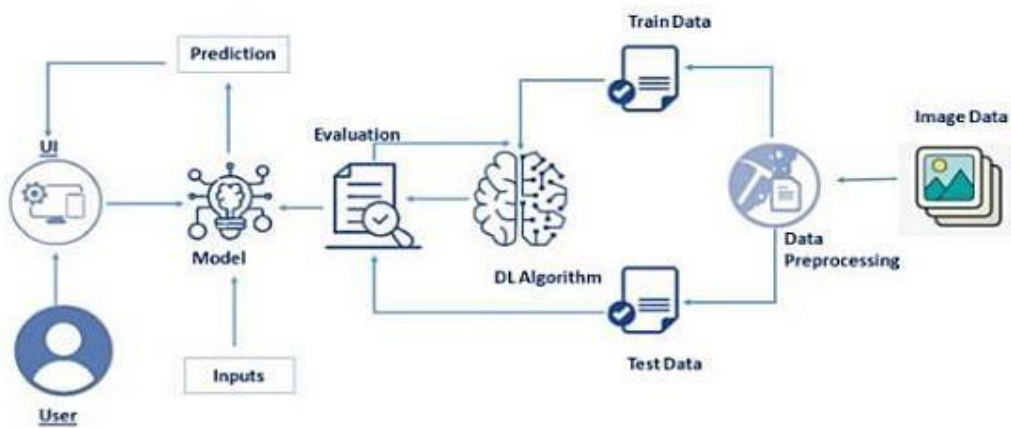 Train Data
Prediction
Image Data
Evaluation
UI
Data
Preprocessing
Model
DL Algorithm
Inputs
Test Data
User